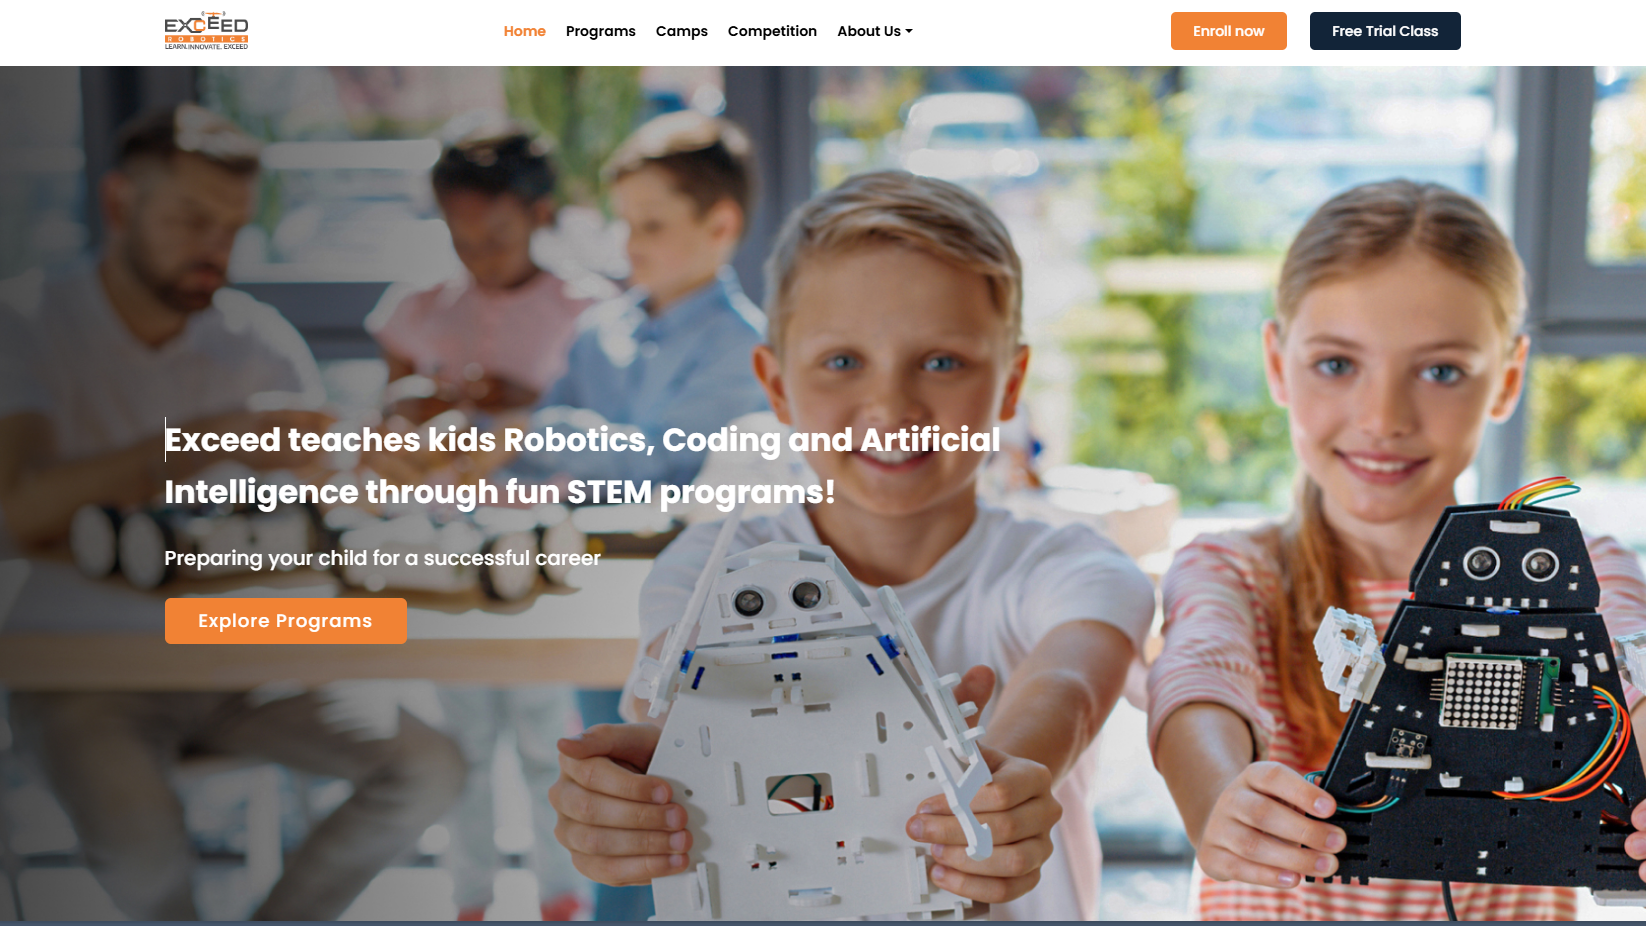 EXCEED
ROBOTICS
LEARN.INNOVATE. EXCEED
Home
Programs
Camps
Competition
About Us
Enroll now
Free Trial Class
Exceed teaches kids Robotics, Coding and Artificial
Intelligence through fun STEM programs!
Preparing your child for a successful career
Explore Programs